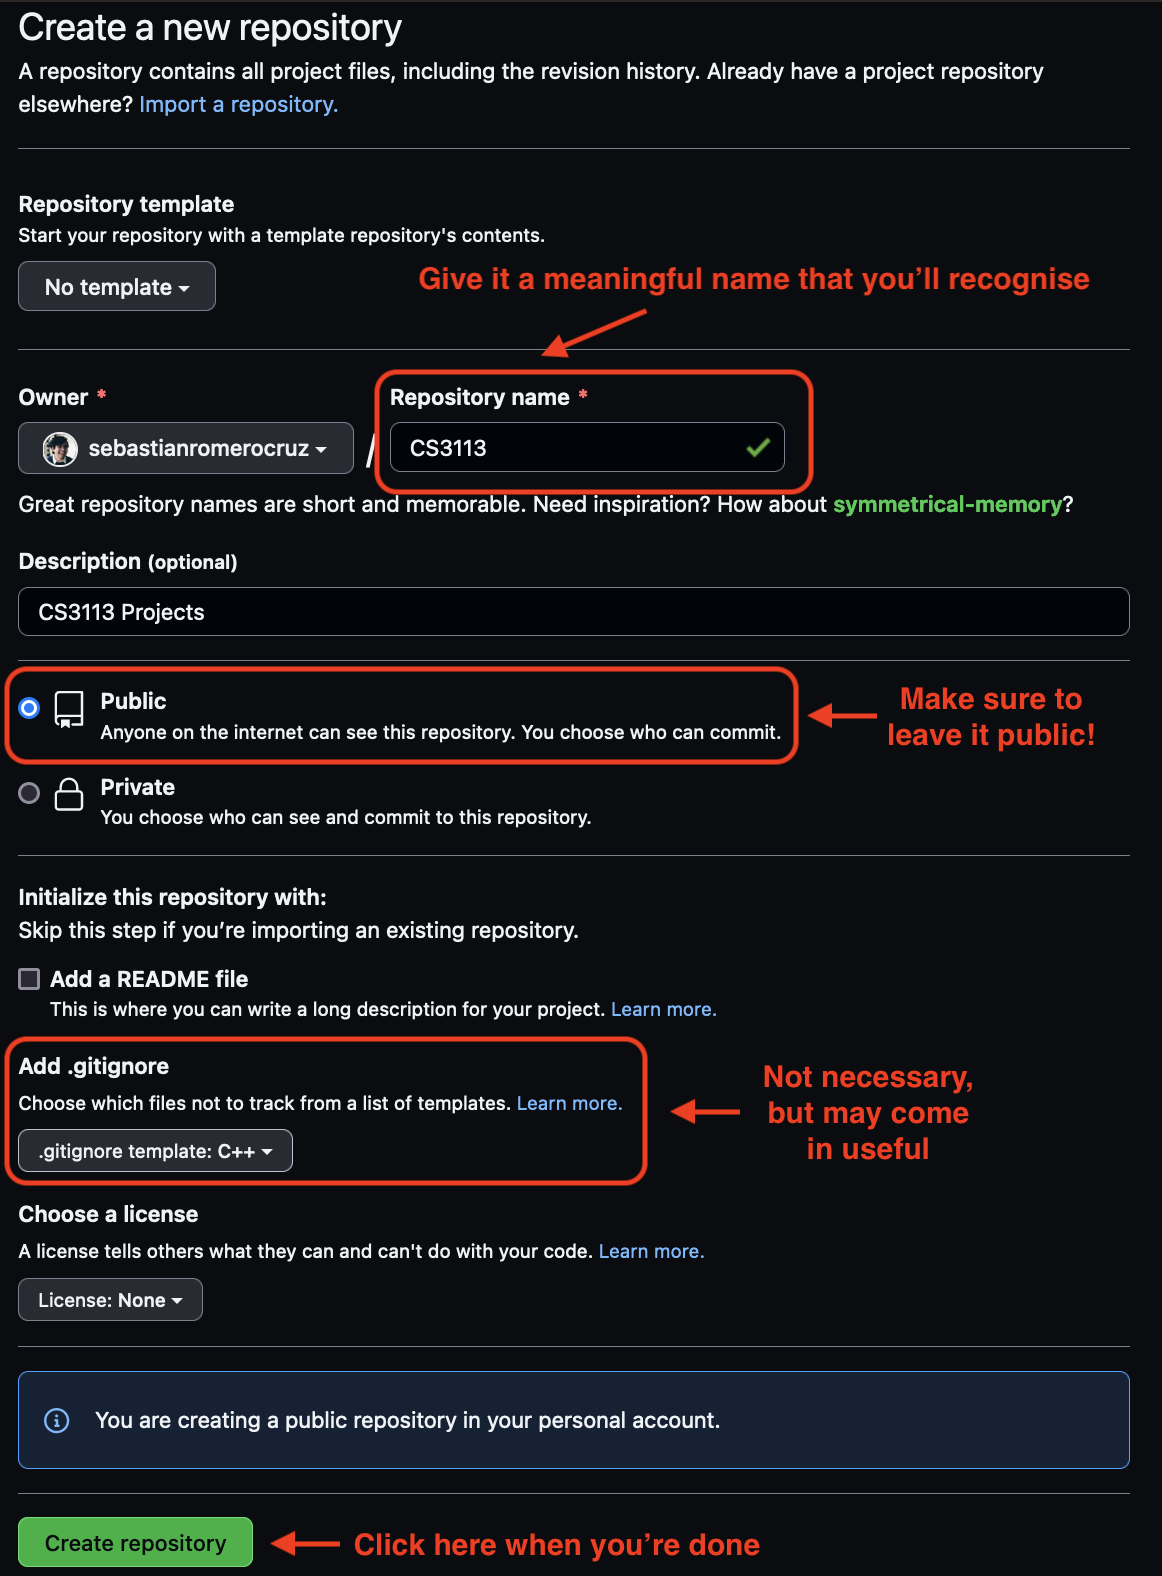 Create a new repository
A repository contains all project files, including the revision history. Already have a project repository
elsewhere? Import a repository.
Repository template
Start your repository with a template repository's contents.
No template
Give it a meaningful name that you’ll recognise
Owner *
Repository name *
sebastianromerocruz
/
CS3113
Great repository names are short and memorable. Need inspiration? How about symmetrical-memory?
Description (optional)
CS3113 Projects
Public
Anyone on the internet can see this repository. You choose who can commit.
Make sure to
leave it public!
Private
You choose who can see and commit to this repository.
Initialize this repository with:
Skip this step if you’re importing an existing repository.
Add a README file
This is where you can write a long description for your project. Learn more.
Add .gitignore
Choose which files not to track from a list of templates. Learn more.
.gitignore template: C++
Not necessary,
but may come
in useful
Choose a license
A license tells others what they can and can't do with your code. Learn more.
License: None
You are creating a public repository in your personal account.
Create repository
Click here when you’re done